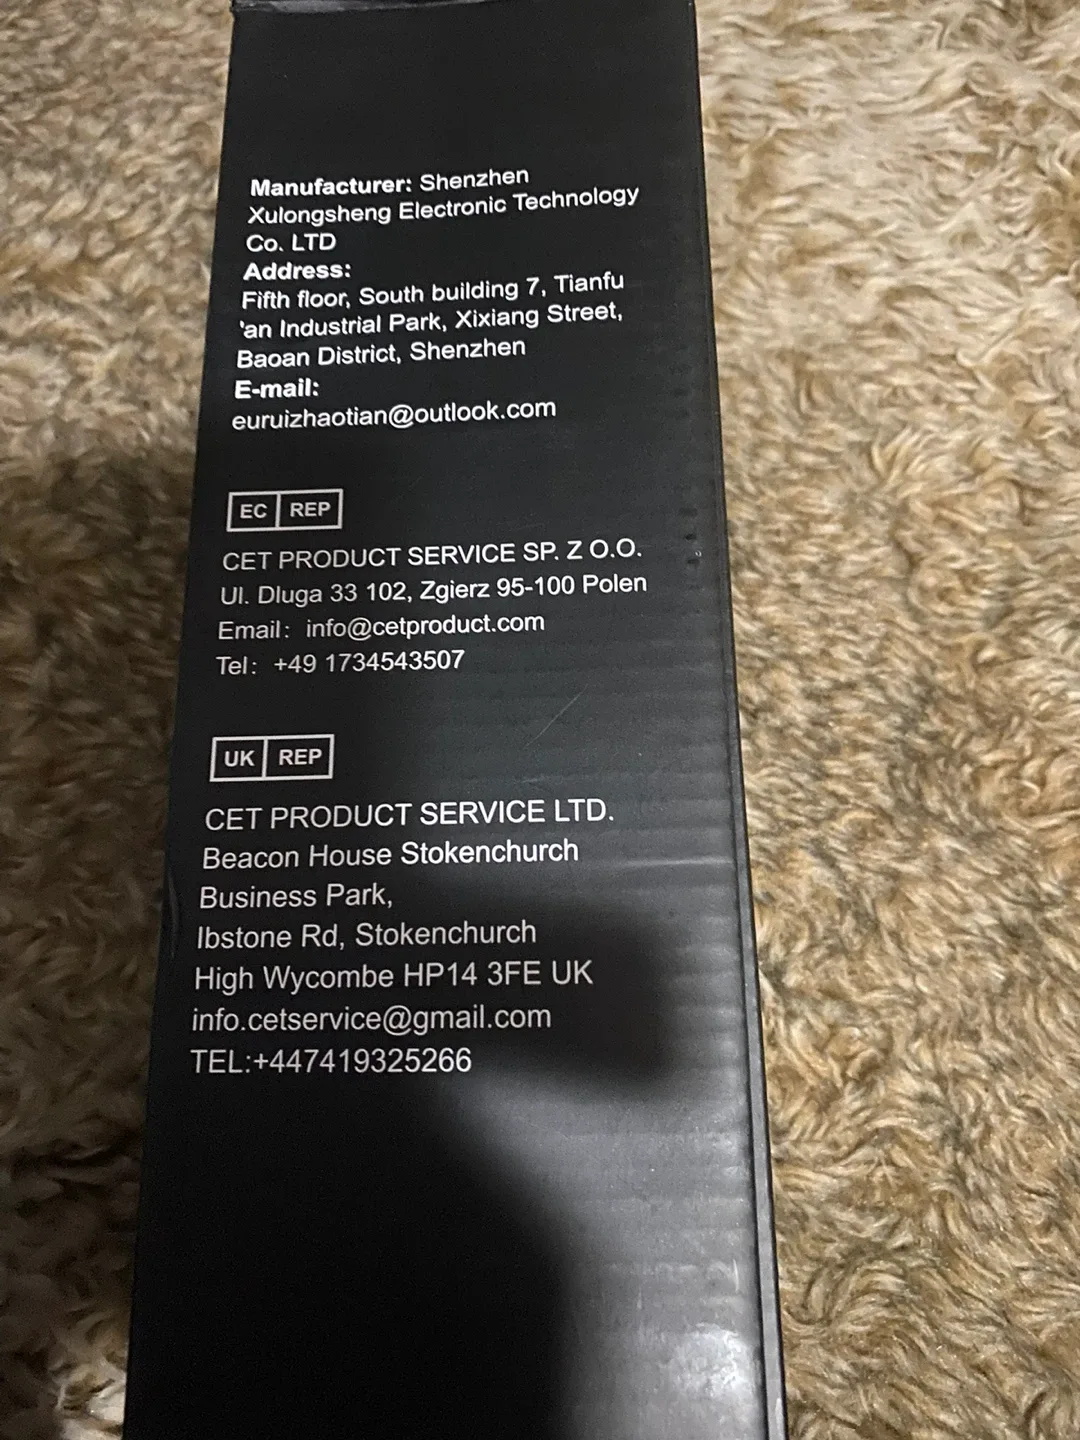 Manufacturer: Shenzhen
Xulongsheng Electronic Technology
Co. LTD
Address:
Fifth floor, South building 7, Tianfu
'an Industrial Park, Xixiang Street,
Baoan District, Shenzhen
E-mail:
euruizhaotian@outlook.com
EC REP
CET PRODUCT SERVICE SP. Z O.O.
Ul. Dluga 33 102, Zgierz 95-100 Polen
Email: info@cetproduct.com
Tel: +49 1734543507
UK REP
CET PRODUCT SERVICE LTD.
Beacon House Stokenchurch
Business Park,
Ibstone Rd, Stokenchurch
High Wycombe HP14 3FE UK
info.cetservice@gmail.com
TEL:+447419325266